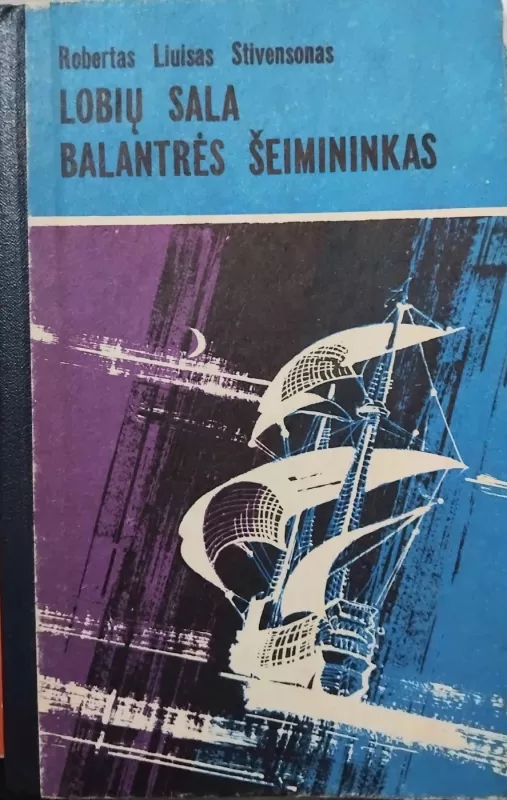 Robertas Liuisas Stivensonas
LOBIŲ SALA
BALANTRĖS ŠEIMININKAS